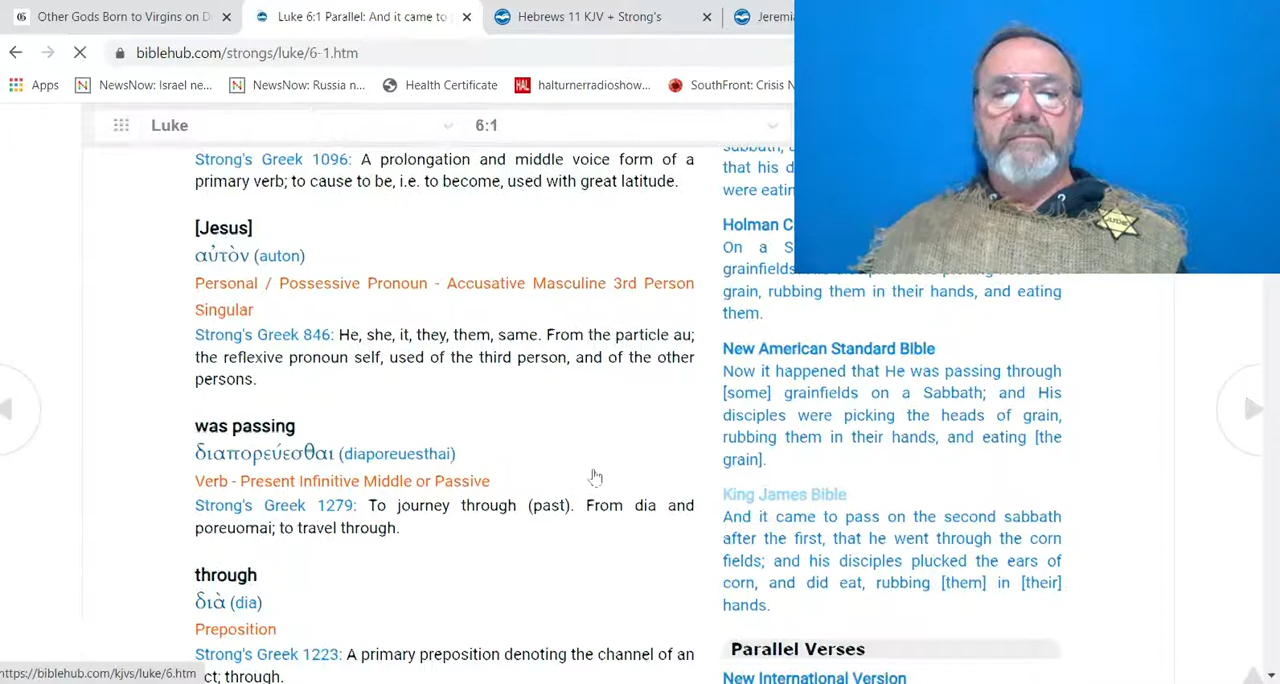 Other Gods Born to Virgins on D
Luke 6:1 Parallel: And it came to
Hebrews 11 KJV + Strong's
Jeremia
biblehub.com/strongs/luke/6-1.htm
Apps
NewsNow: Israel ne...
NewsNow: Russia n...
Health Certificate
HAL
halturnerradioshow...
SouthFront: Crisis N
Luke
6:1
Strong's Greek 1096: A prolongation and middle voice form of a
primary verb; to cause to be, i.e. to become, used with great latitude.
[Jesus]
αὐτὸν (auton)
Personal / Possessive Pronoun - Accusative Masculine 3rd Person
Singular
Strong's Greek 846: He, she, it, they, them, same. From the particle au;
the reflexive pronoun self, used of the third person, and of the other
persons.
was passing
διαπορεύεσθαι (diaporeuesthai)
Verb - Present Infinitive Middle or Passive
Strong's Greek 1279: To journey through (past). From dia and
poreuomai; to travel through.
through
διὰ (dia)
Preposition
Strong's Greek 1223: A primary preposition denoting the channel of an
ct; through.
https://biblehub.com/kjvs/luke/6.htm
that his d
were eatin
Holman C
On a S
grainfields
grain, rubbing them in their hands, and eating
them.
New American Standard Bible
Now it happened that He was passing through
[some] grainfields on a Sabbath; and His
disciples were picking the heads of grain,
rubbing them in their hands, and eating [the
grain].
King James Bible
And it came to pass on the second sabbath
after the first, that he went through the corn
fields; and his disciples plucked the ears of
corn, and did eat, rubbing [them] in [their]
hands.
Parallel Verses
New International Version